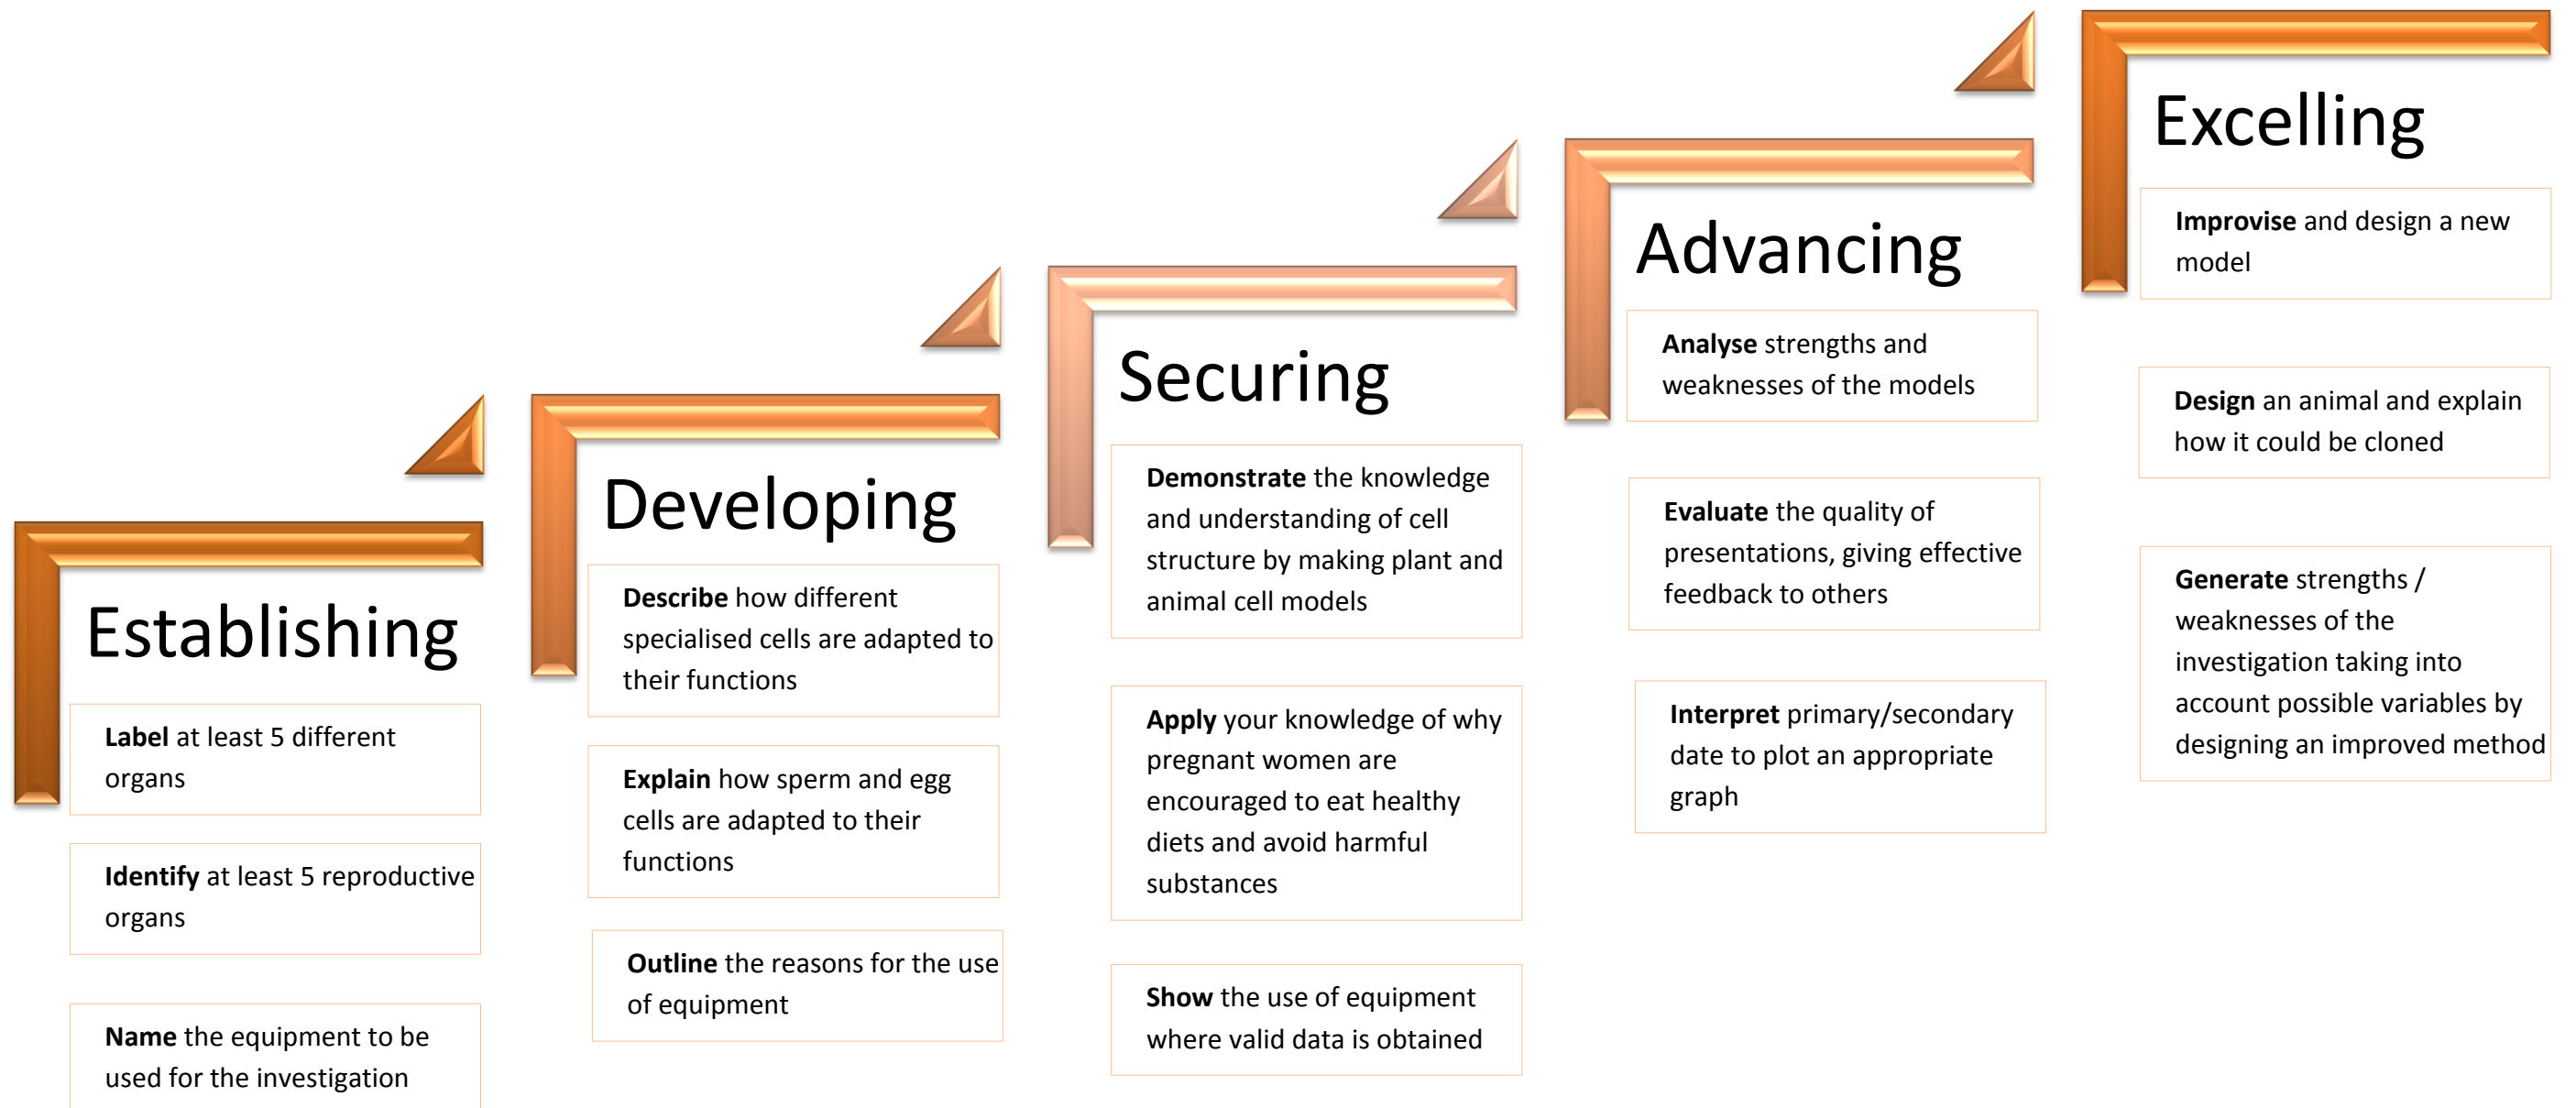 Establishing
Label at least 5 different
organs
Identify at least 5 reproductive
organs
Name the equipment to be
used for the investigation
Developing
Describe how different
specialised cells are adapted to
their functions
Explain how sperm and egg
cells are adapted to their
functions
Outline the reasons for the use
of equipment
Securing
Demonstrate the knowledge
and understanding of cell
structure by making plant and
animal cell models
Apply your knowledge of why
pregnant women are
encouraged to eat healthy
diets and avoid harmful
substances
Show the use of equipment
where valid data is obtained
Advancing
Analyse strengths and
weaknesses of the models
Evaluate the quality of
presentations, giving effective
feedback to others
Interpret primary/secondary
date to plot an appropriate
graph
Excelling
Improvise and design a new
model
Design an animal and explain
how it could be cloned
Generate strengths /
weaknesses of the
investigation taking into
account possible variables by
designing an improved method